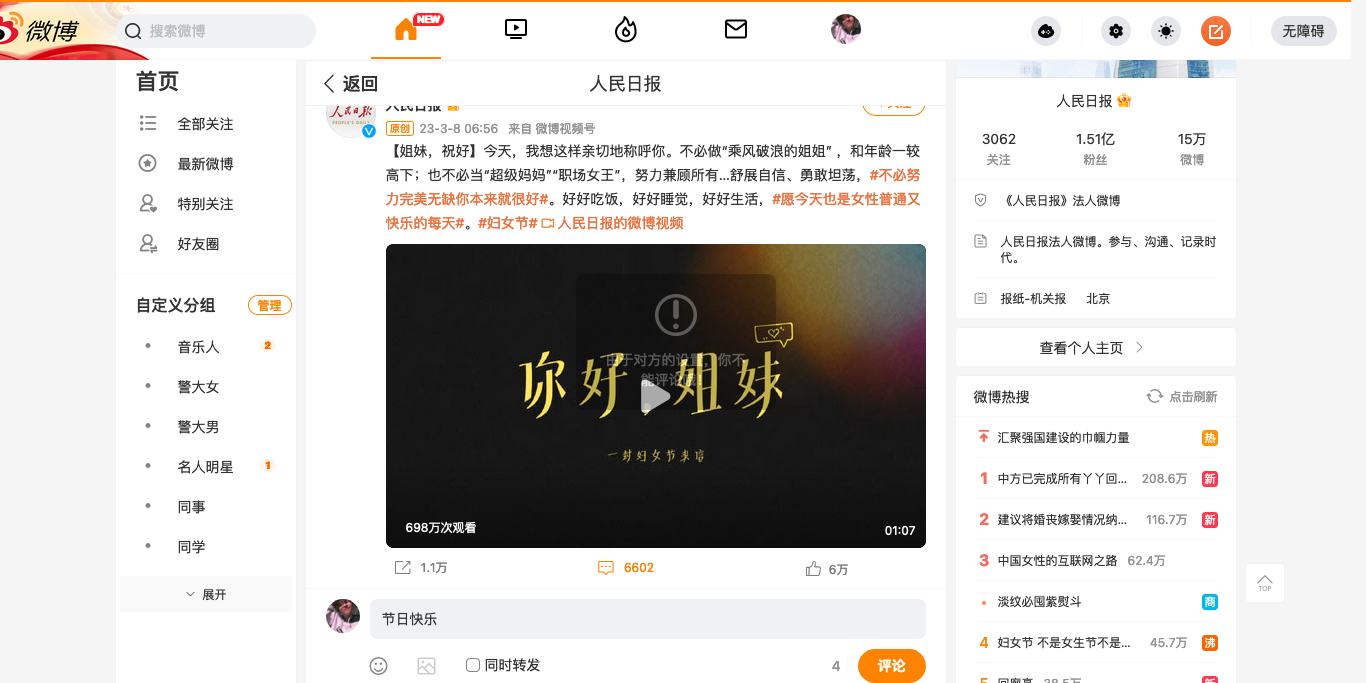 微博
搜索微博
NEW
无障碍
首页
全部关注
最新微博
特别关注
好友圈
自定义分组
管理
音乐人
2
警大女
警大男
名人明星
1
同事
同学
展开
返回
人民日报
人民日报
人民日报
PEOPLE'S DAILY
原创
23-3-8 06:56
来自 微博视频号
【姐妹，祝好】今天，我想这样亲切地称呼你。不必做“乘风破浪的姐姐” ，和年龄一较
高下；也不必当“超级妈妈”“职场女王”，努力兼顾所有...舒展自信、勇敢坦荡，#不必努
力完美无缺你本来就很好#。好好吃饭，好好睡觉，好好生活，#愿今天也是女性普通又
快乐的每天#。#妇女节# 人民日报的微博视频
由于对方的设置，你不
能评论哦
你好，姐妹
一封妇女节来信
698万次观看
01:07
1.1万
6602
6万
节日快乐
同时转发
4
评论
人民日报
3062
1.51亿
15万
关注
粉丝
微博
《人民日报》法人微博
人民日报法人微博。参与、沟通、记录时
代。
报纸-机关报
北京
查看个人主页
微博热搜
点击刷新
汇聚强国建设的巾帼力量
热
1
中方已完成所有丫丫回...
208.6万
新
2
建议将婚丧嫁娶情况纳...
116.7万
新
3
中国女性的互联网之路
62.4万
淡纹必囤紫熨斗
商
4
妇女节 不是女生节不是...
45.7万
沸
TOP